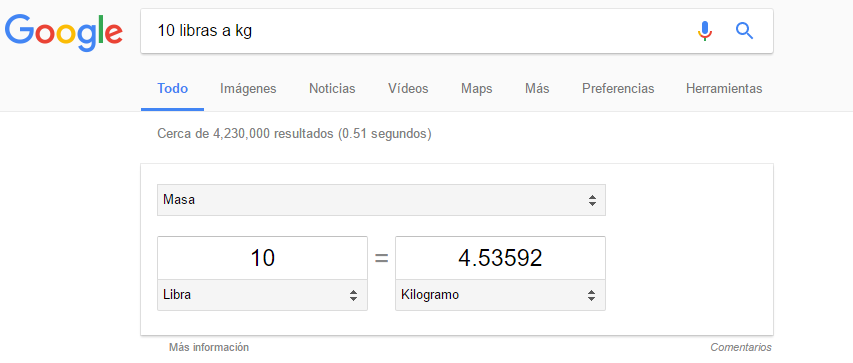 Google 10 libras a kg
Todo Imágenes Noticias Vídeos Maps Más Preferencias Herramientas
Cerca de 4,230,000 resultados (0.51 segundos)
Masa
10 = 4.53592
Libra Kilogramo
Más información Comentarios